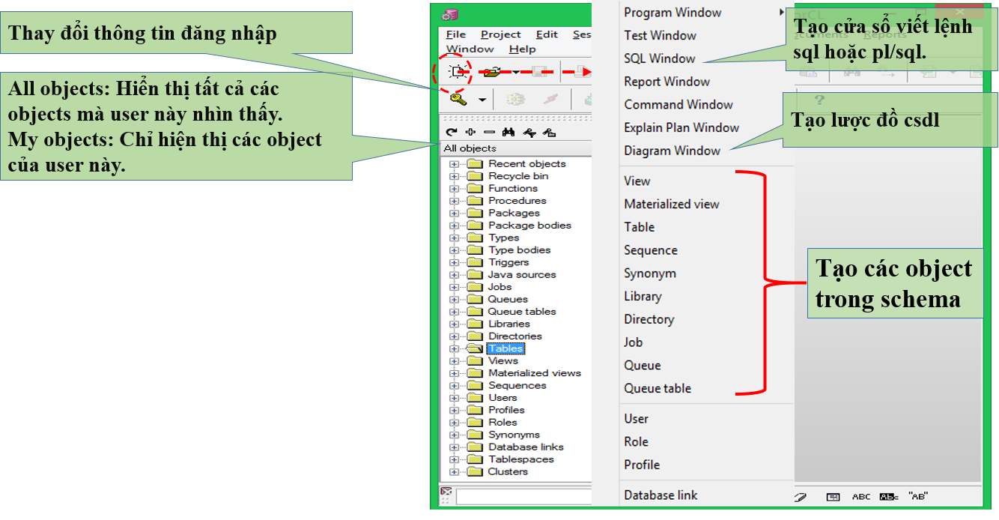 Thay đổi thông tin đăng nhập
All objects: Hiển thị tất cả các
objects mà user này nhìn thấy.
My objects: Chỉ hiện thị các object
của user này.
File Project Edit Ses
Window Help
All objects
Recent objects
Recycle bin
Functions
Procedures
Packages
Package bodies
Types
Type bodies
Triggers
Java sources
Jobs
Queues
Queue tables
Libraries
Directories
Tables
Views
Materialized views
Sequences
Users
Profiles
Roles
Synonyms
Database links
Tablespaces
Clusters
Program Window
Test Window
SQL Window
Report Window
Command Window
Explain Plan Window
Diagram Window
View
Materialized view
Table
Sequence
Synonym
Library
Directory
Job
Queue
Queue table
User
Role
Profile
Database link
Reports
Tạo cửa sổ viết lệnh
sql hoặc pl/sql.
Tạo lược đồ csdl
Tạo các object
trong schema
ABC
"AB"